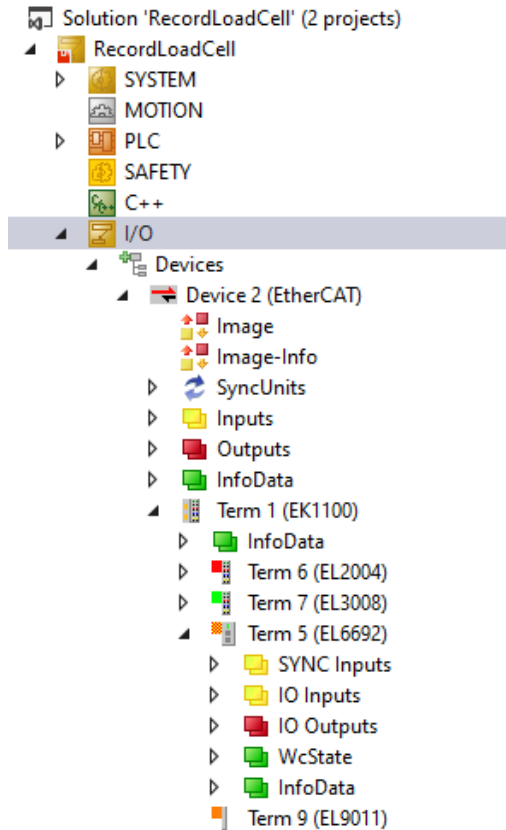 Solution 'RecordLoadCell' (2 projects)
RecordLoadCell
SYSTEM
MOTION
PLC
SAFETY
C++
I/O
Devices
Device 2 (EtherCAT)
Image
Image-Info
SyncUnits
Inputs
Outputs
InfoData
Term 1 (EK1100)
InfoData
Term 6 (EL2004)
Term 7 (EL3008)
Term 5 (EL6692)
SYNC Inputs
IO Inputs
IO Outputs
WcState
InfoData
Term 9 (EL9011)